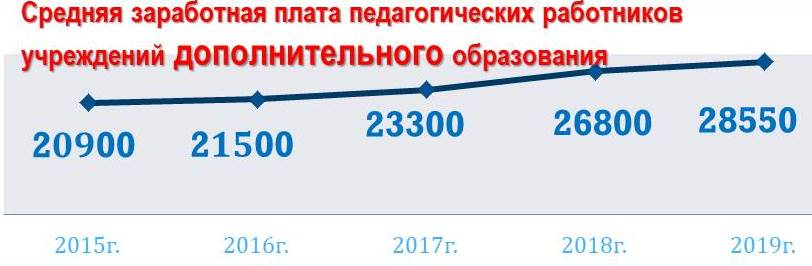 Средняя заработная плата педагогических работников
учреждений дополнительного образования
20900 21500 23300 26800 28550
2015г. 2016г. 2017г. 2018г. 2019г.